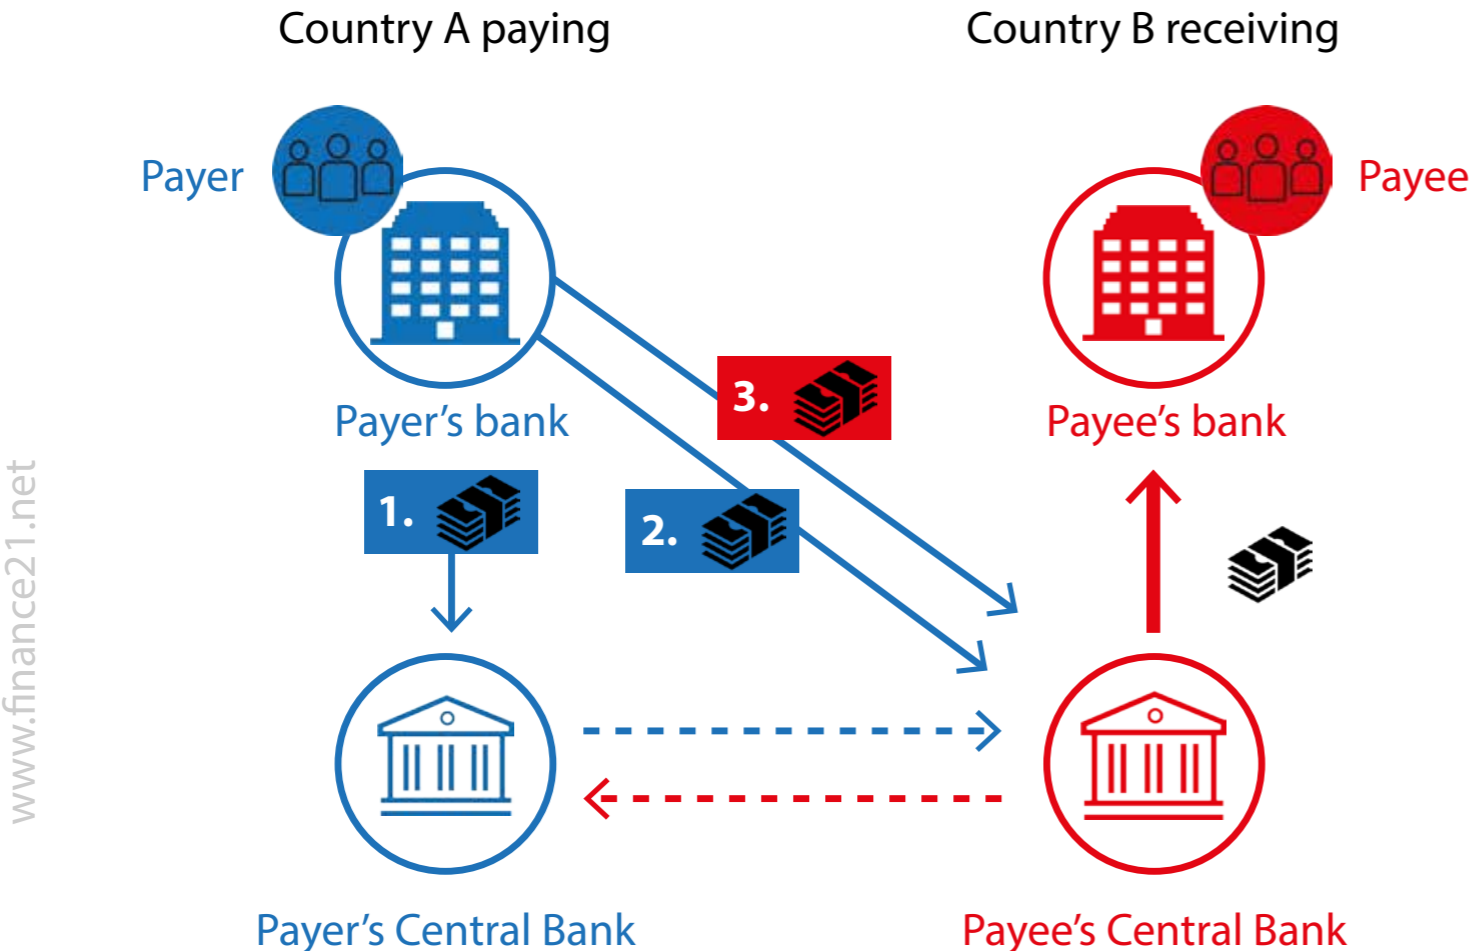 Country A paying
Country B receiving
Payer
Payee
Payer’s bank
Payee’s bank
3.
1.
2.
www.finance21.net
Payer’s Central Bank
Payee’s Central Bank